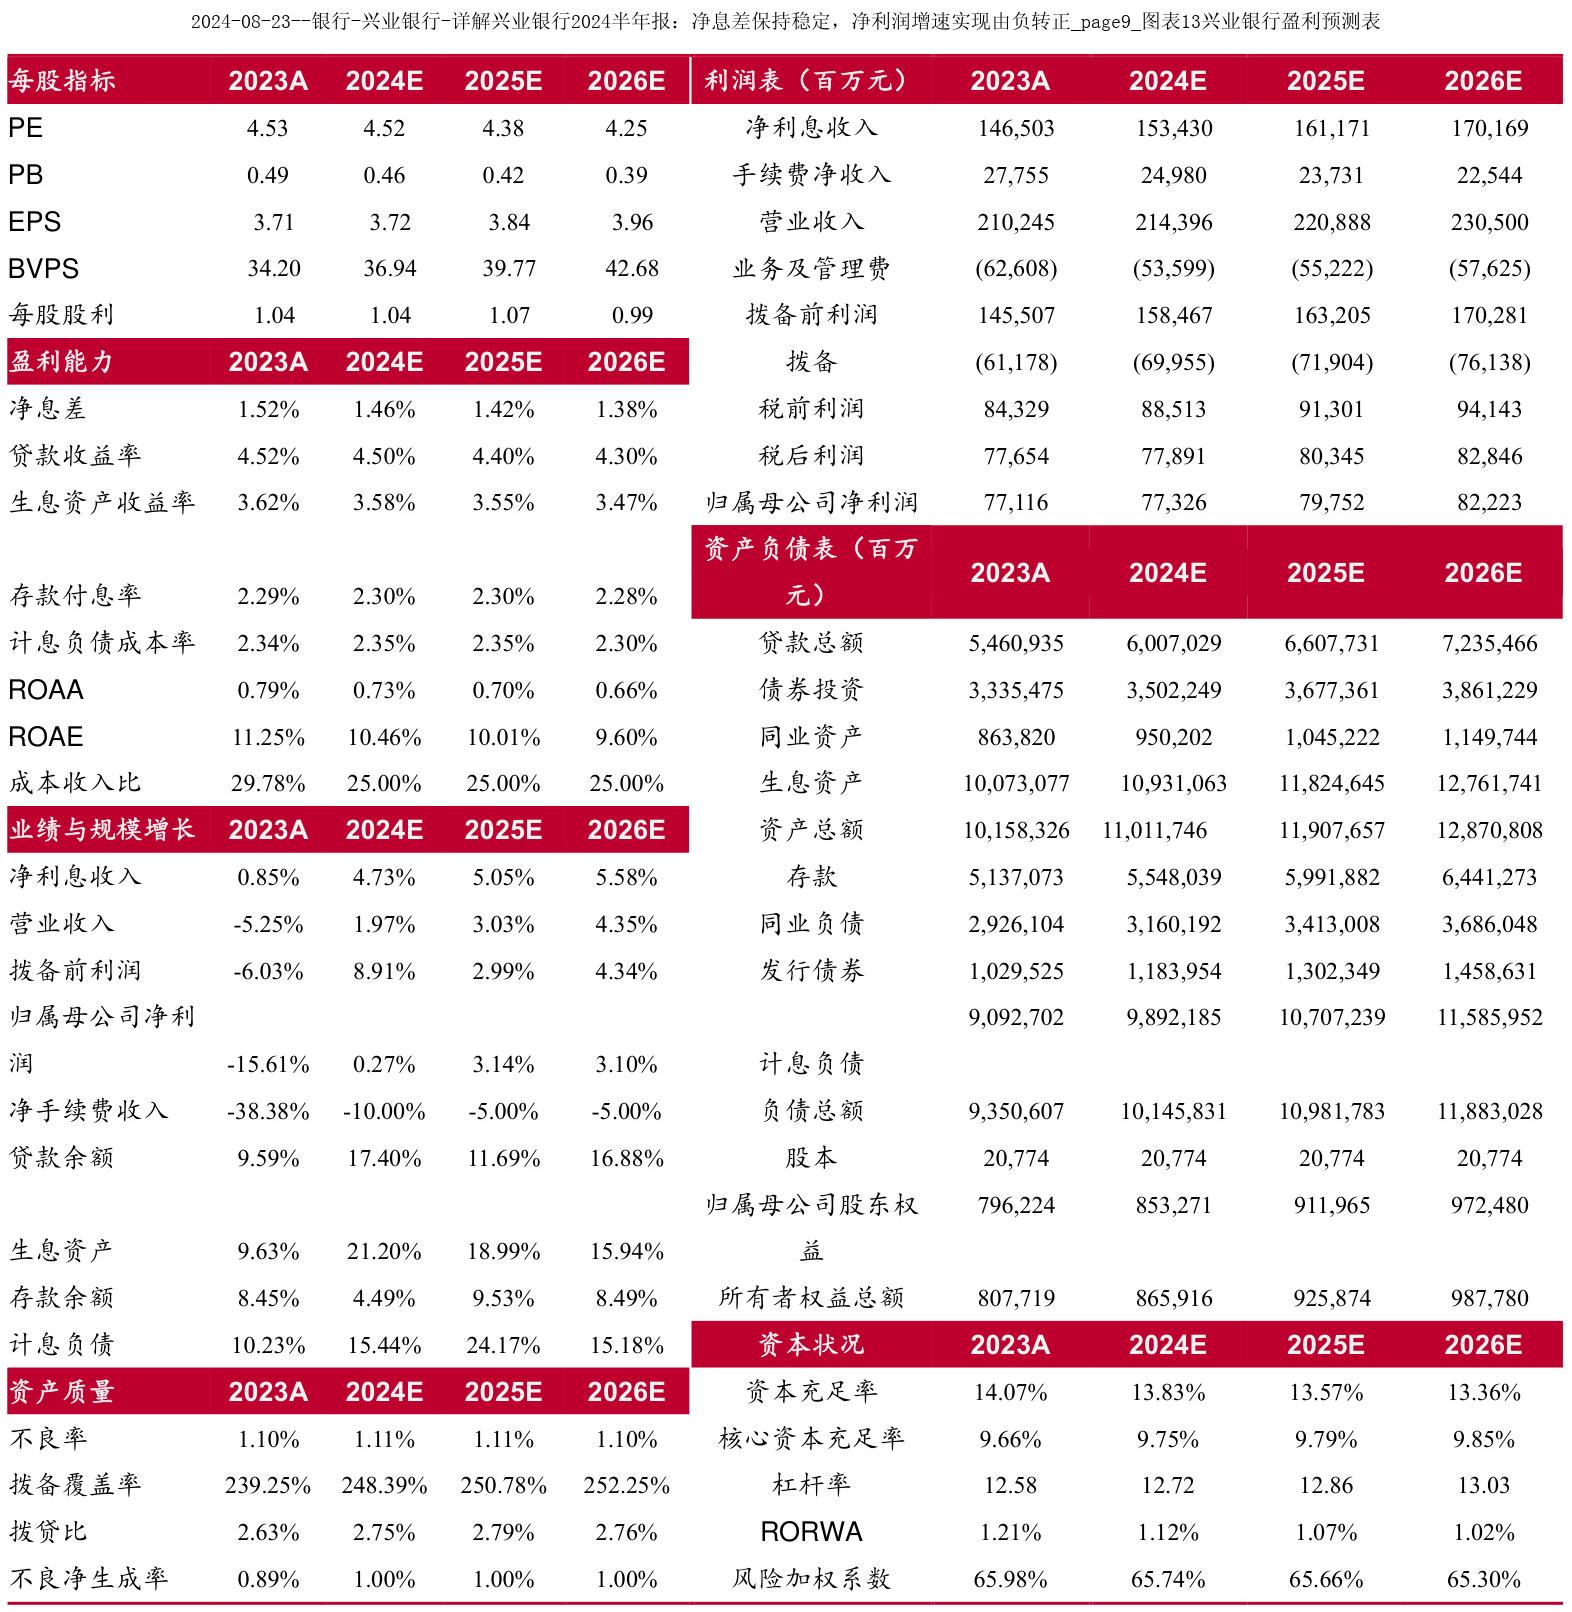 2024-08-23--银行-兴业银行-详解兴业银行2024半年报：净息差保持稳定，净利润增速实现由负转正_page9_图表13兴业银行盈利预测表
每股指标 2023A 2024E 2025E 2026E 利润表（百万元） 2023A 2024E 2025E 2026E
PE 4.53 4.52 4.38 4.25 净利息收入 146,503 153,430 161,171 170,169
PB 0.49 0.46 0.42 0.39 手续费净收入 27,755 24,980 23,731 22,544
EPS 3.71 3.72 3.84 3.96 营业收入 210,245 214,396 220,888 230,500
BVPS 34.20 36.94 39.77 42.68 业务及管理费 (62,608) (53,599) (55,222) (57,625)
每股股利 1.04 1.04 1.07 0.99 拨备前利润 145,507 158,467 163,205 170,281
盈利能力 2023A 2024E 2025E 2026E 拨备 (61,178) (69,955) (71,904) (76,138)
净息差 1.52% 1.46% 1.42% 1.38% 税前利润 84,329 88,513 91,301 94,143
贷款收益率 4.52% 4.50% 4.40% 4.30% 税后利润 77,654 77,891 80,345 82,846
生息资产收益率 3.62% 3.58% 3.55% 3.47% 归属母公司净利润 77,116 77,326 79,752 82,223
资产负债表（百万
2023A 2024E 2025E 2026E
存款付息率 2.29% 2.30% 2.30% 2.28% 元）
计息负债成本率 2.34% 2.35% 2.35% 2.30% 贷款总额 5,460,935 6,007,029 6,607,731 7,235,466
ROAA 0.79% 0.73% 0.70% 0.66% 债券投资 3,335,475 3,502,249 3,677,361 3,861,229
ROAE 11.25% 10.46% 10.01% 9.60% 同业资产 863,820 950,202 1,045,222 1,149,744
成本收入比 29.78% 25.00% 25.00% 25.00% 生息资产 10,073,077 10,931,063 11,824,645 12,761,741
业绩与规模增长 2023A 2024E 2025E 2026E 资产总额 10,158,326 11,011,746 11,907,657 12,870,808
净利息收入 0.85% 4.73% 5.05% 5.58% 存款 5,137,073 5,548,039 5,991,882 6,441,273
营业收入 -5.25% 1.97% 3.03% 4.35% 同业负债 2,926,104 3,160,192 3,413,008 3,686,048
拨备前利润 -6.03% 8.91% 2.99% 4.34% 发行债券 1,029,525 1,183,954 1,302,349 1,458,631
归属母公司净利 9,092,702 9,892,185 10,707,239 11,585,952
润 -15.61% 0.27% 3.14% 3.10% 计息负债
净手续费收入 -38.38% -10.00% -5.00% -5.00% 负债总额 9,350,607 10,145,831 10,981,783 11,883,028
贷款余额 9.59% 17.40% 11.69% 16.88% 股本 20,774 20,774 20,774 20,774
归属母公司股东权 796,224 853,271 911,965 972,480
生息资产 9.63% 21.20% 18.99% 15.94% 益
存款余额 8.45% 4.49% 9.53% 8.49% 所有者权益总额 807,719 865,916 925,874 987,780
计息负债 10.23% 15.44% 24.17% 15.18% 资本状况 2023A 2024E 2025E 2026E
资产质量 2023A 2024E 2025E 2026E 资本充足率 14.07% 13.83% 13.57% 13.36%
不良率 1.10% 1.11% 1.11% 1.10% 核心资本充足率 9.66% 9.75% 9.79% 9.85%
拨备覆盖率 239.25% 248.39% 250.78% 252.25% 杠杆率 12.58 12.72 12.86 13.03
拨贷比 2.63% 2.75% 2.79% 2.76% RORWA 1.21% 1.12% 1.07% 1.02%
不良净生成率 0.89% 1.00% 1.00% 1.00% 风险加权系数 65.98% 65.74% 65.66% 65.30%